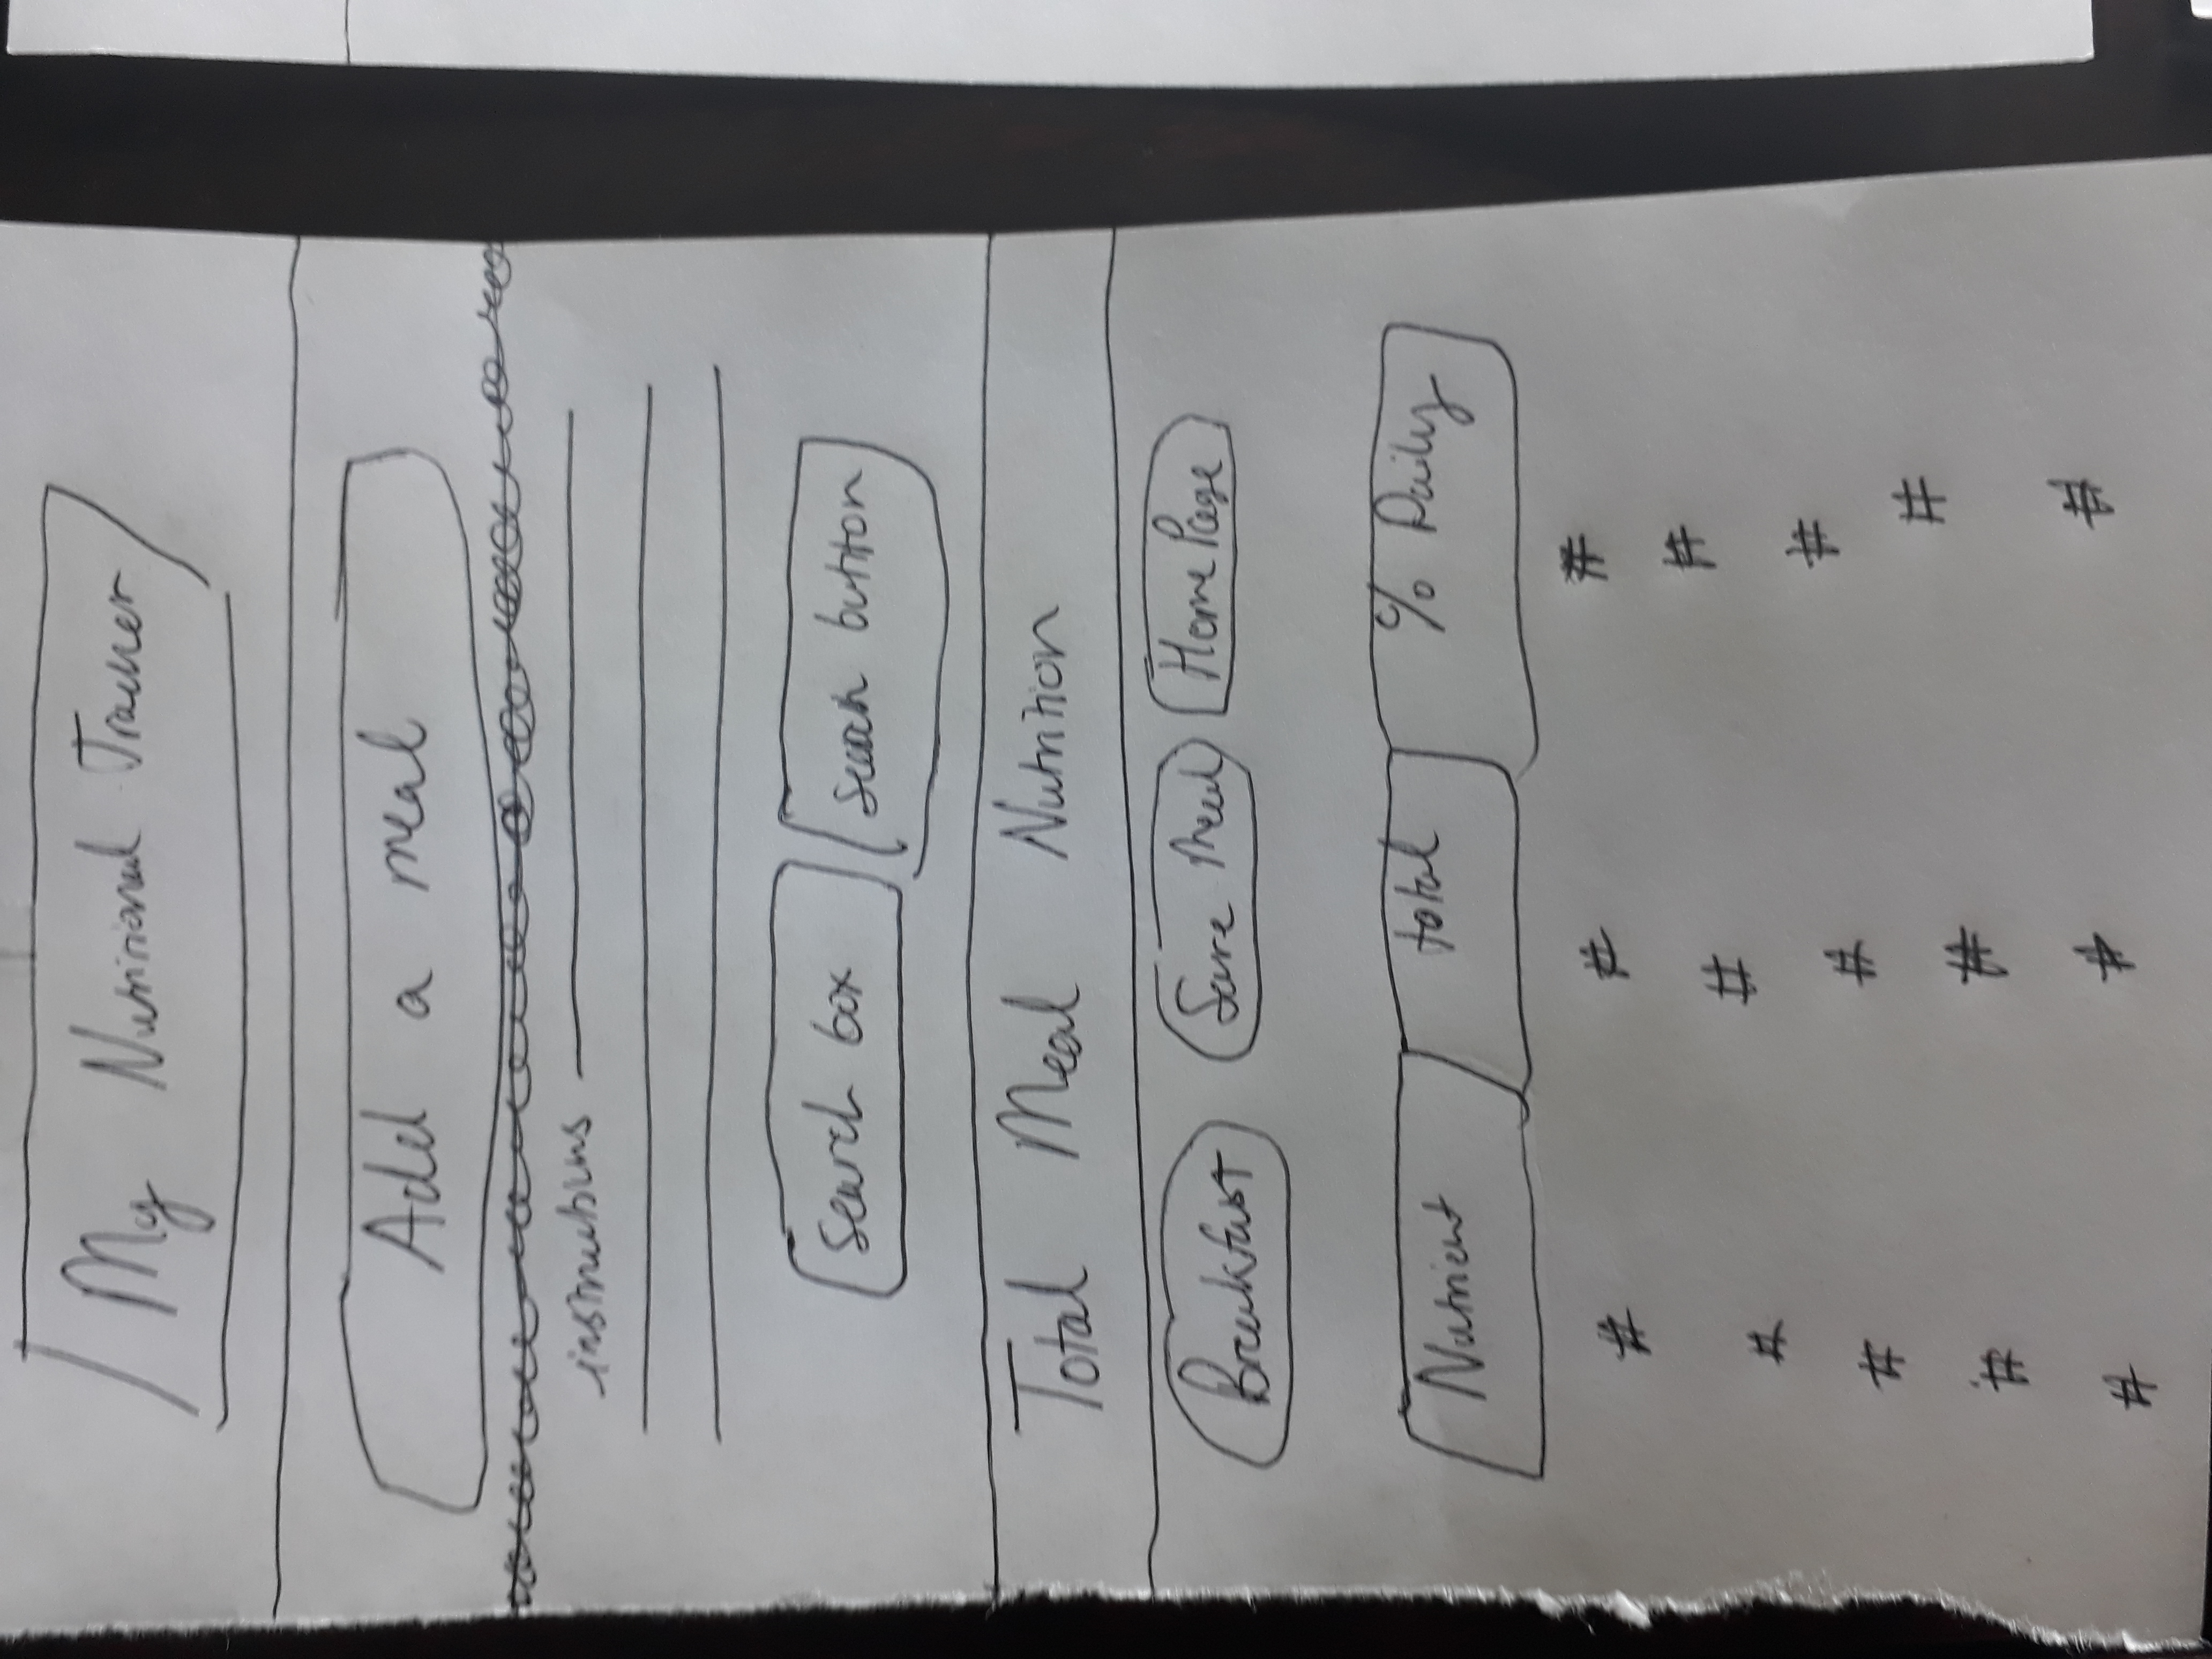 My Nutritional Tracker
Add a meal
instructions
Search box
Search button
Total Meal Nutrition
Breakfast Save Meal Home Page
Nutrient total % Daily
# # #
# # #
# # #
# # #
# # #